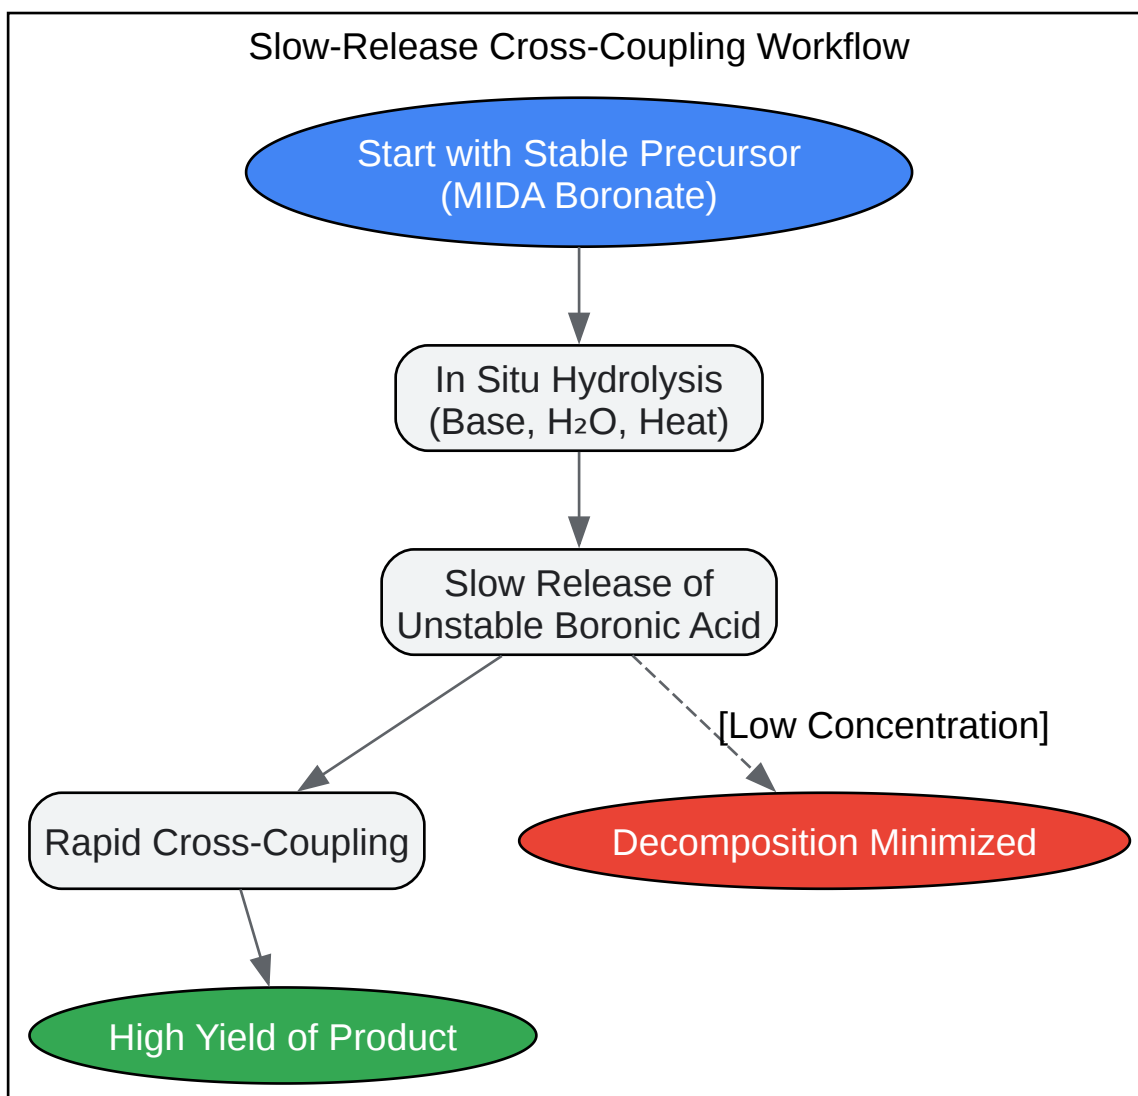 Slow-Release Cross-Coupling Workflow
Start with Stable Precursor
(MIDA Boronate)
In Situ Hydrolysis
(Base, H₂O, Heat)
Slow Release of
Unstable Boronic Acid
[Low Concentration]
Rapid Cross-Coupling
Decomposition Minimized
High Yield of Product